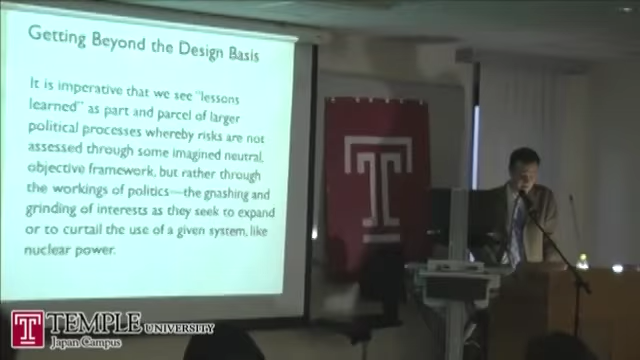 Getting Beyond the Design Basis
It is imperative that we see "lessons
learned" as part and parcel of larger
political processes whereby risks are not
assessed through some imagined neutral,
objective framework, but rather through
the workings of politics—the gnashing and
grinding of interests as they seek to expand
or to curtail the use of a given system, like
nuclear power.
T
T TEMPLE UNIVERSITY
Japan Campus